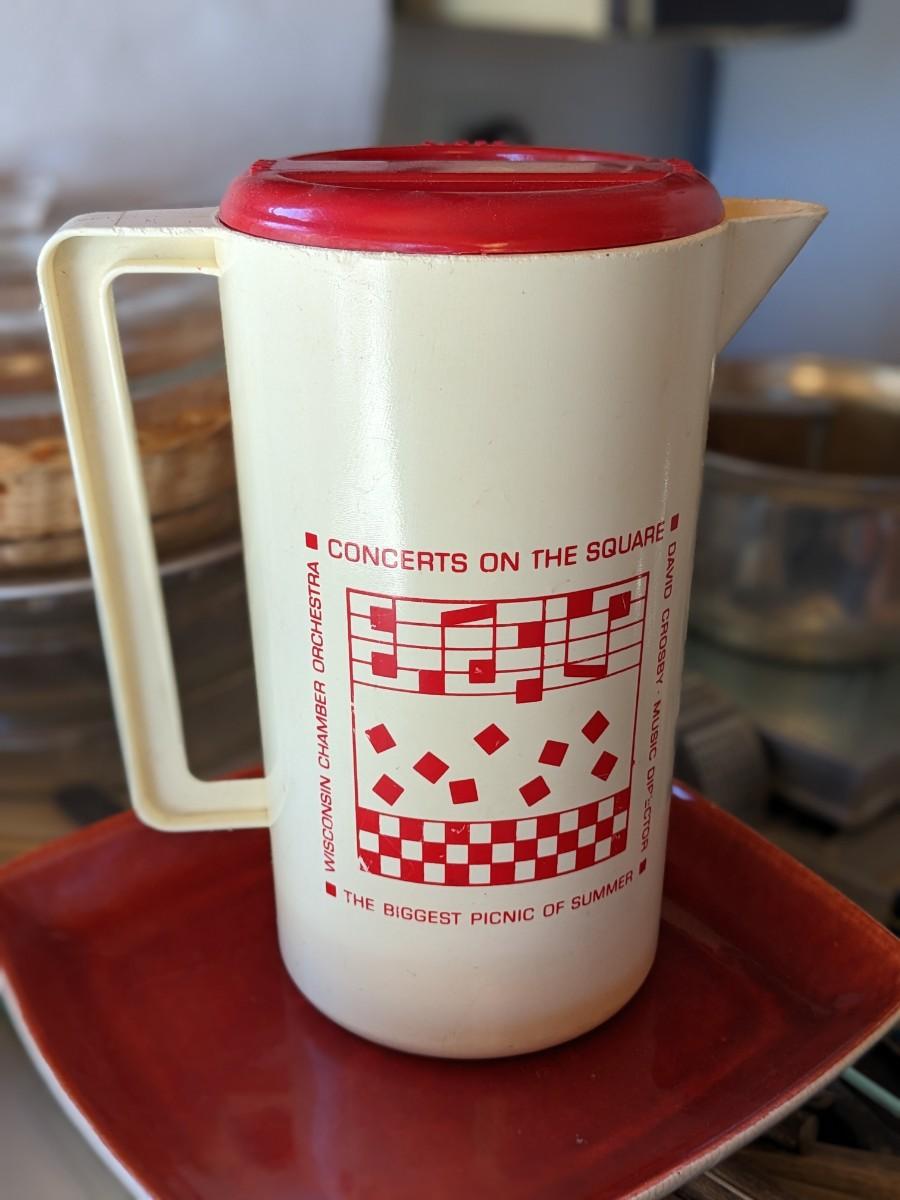 CONCERTS ON THE SQUARE
WISCONSIN CHAMBER ORCHESTRA
DAVID CROSBY · MUSIC DIRECTOR
THE BIGGEST PICNIC OF SUMMER